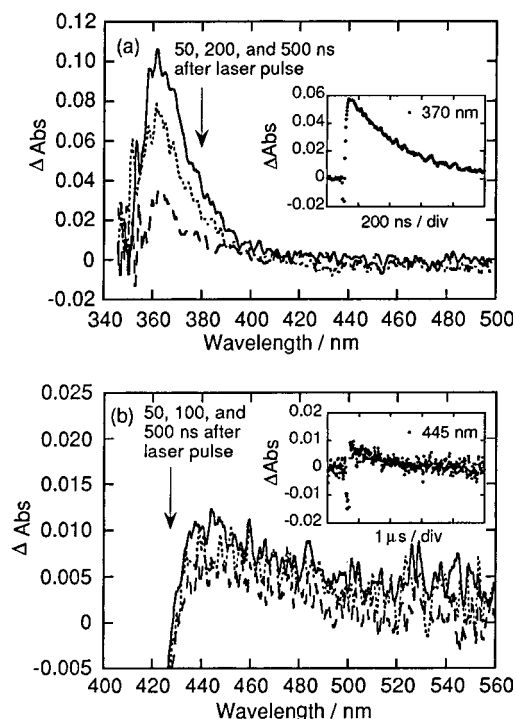 (a)
50, 200, and 500 ns
after laser pulse
0.12
0.10
0.08
0.06
0.04
0.02
0
-0.02
Δ Abs
340 360 380 400 420 440 460 480 500
Wavelength / nm
0.06
0.04
0.02
0
-0.02
ΔAbs
• 370 nm
200 ns / div
(b)
50, 100, and
500 ns after
laser pulse
0.025
0.020
0.015
0.010
0.005
0
-0.005
Δ Abs
400 420 440 460 480 500 520 540 560
Wavelength / nm
0.02
0.01
0
-0.01
-0.02
ΔAbs
• 445 nm
1 μs / div